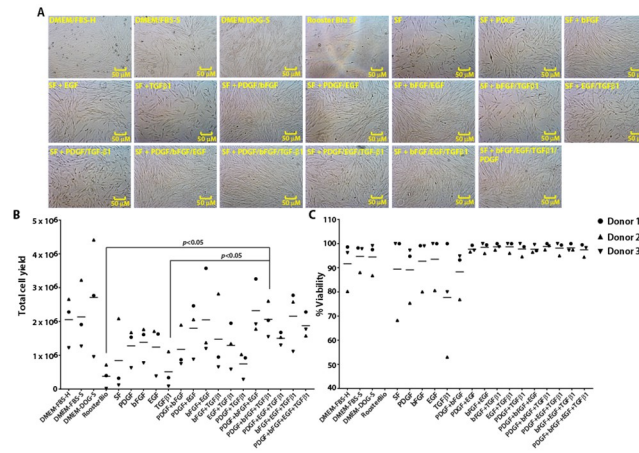 A
DMEM/FBS-H
DMEM/FBS-S
DMEM/DOG-S
RoosterBio SF
SF
SF + PDGF
SF + bFGF
50 µM
50 µM
50 µM
50 µM
50 µM
50 µM
50 µM
SF + EGF
SF +TGFβ1
SF + PDGF/bFGF
SF + bFGF/EGF
SF + bFGF/TGFβ1
SF + EGF/TGFβ1
50 µM
50 µM
50 µM
50 µM
50 µM
50 µM
50 µM
SF + PDGF/TGF-β1
SF + PDGF/bFGF/EGF
SF + PDGF/bFGF/TGF-β1
SF + PDGF/EGF/TGF-β1
SF + bFGF/EGF/TGFβ1
SF + bFGF/EGF/TGFβ1/
PDGF
50 µM
50 µM
50 µM
50 µM
50 µM
50 µM
B
Total cell yield
5 x 10⁶
4 x 10⁶
3 x 10⁶
2 x 10⁶
1 x 10⁶
0
p<0.05
p<0.05
DMEM-FBS-H
DMEM-FBS-S
DMEM-DOG-S
RoosterBio
SF
PDGF
bFGF
EGF
TGFβ1
PDGF+bFGF
PDGF+EGF
bFGF+EGF
bFGF+TGFβ1
EGF+TGFβ1
PDGF+TGFβ1
PDGF+bFGF+EGF
PDGF+bFGF+TGFβ1
PDGF+EGF+TGFβ1
bFGF+EGF+TGFβ1
PDGF+bFGF+EGF+TGFβ1
C
% Viability
110
100
90
80
70
60
50
40
DMEM-FBS-H
DMEM-FBS-S
DMEM-DOG-S
RoosterBio
SF
PDGF
bFGF
EGF
TGFβ1
PDGF+bFGF
PDGF+EGF
bFGF+EGF
bFGF+TGFβ1
EGF+TGFβ1
PDGF+TGFβ1
PDGF+bFGF+EGF
PDGF+bFGF+TGFβ1
PDGF+EGF+TGFβ1
bFGF+EGF+TGFβ1
PDGF+bFGF+EGF+TGFβ1
Donor 1
Donor 2
Donor 3